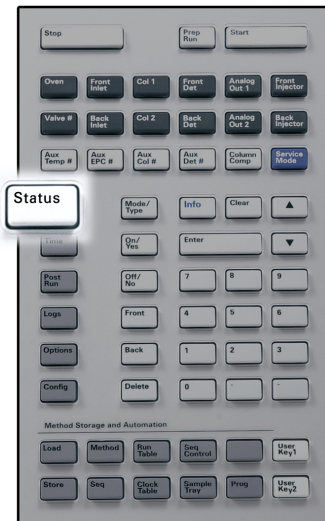 Stop Prep Run Start
Oven Front Inlet Col 1 Front Det Analog Out 1 Front Injector
Valve # Back Inlet Col 2 Back Det Analog Out 2 Back Injector
Aux Temp # Aux EPC # Aux Col # Aux Det # Column Comp Service Mode
Status Mode/ Type Info Clear
Time On/ Yes Enter
Post Run Off/ No 7 8 9
Logs Front 4 5 6
Options Back 1 2 3
Config Delete 0 . -
Method Storage and Automation
Load Method Run Table Seq Control User Key1
Store Seq Clock Table Sample Tray Prog User Key2